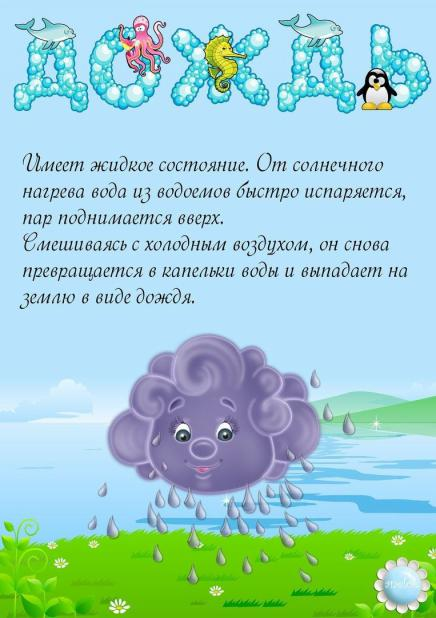 ДОЖДЬ
Имеет жидкое состояние. От солнечного
нагрева вода из водоемов быстро испаряется,
пар поднимается вверх.
Смешиваясь с холодным воздухом, он снова
превращается в капельки воды и выпадает на
землю в виде дождя.